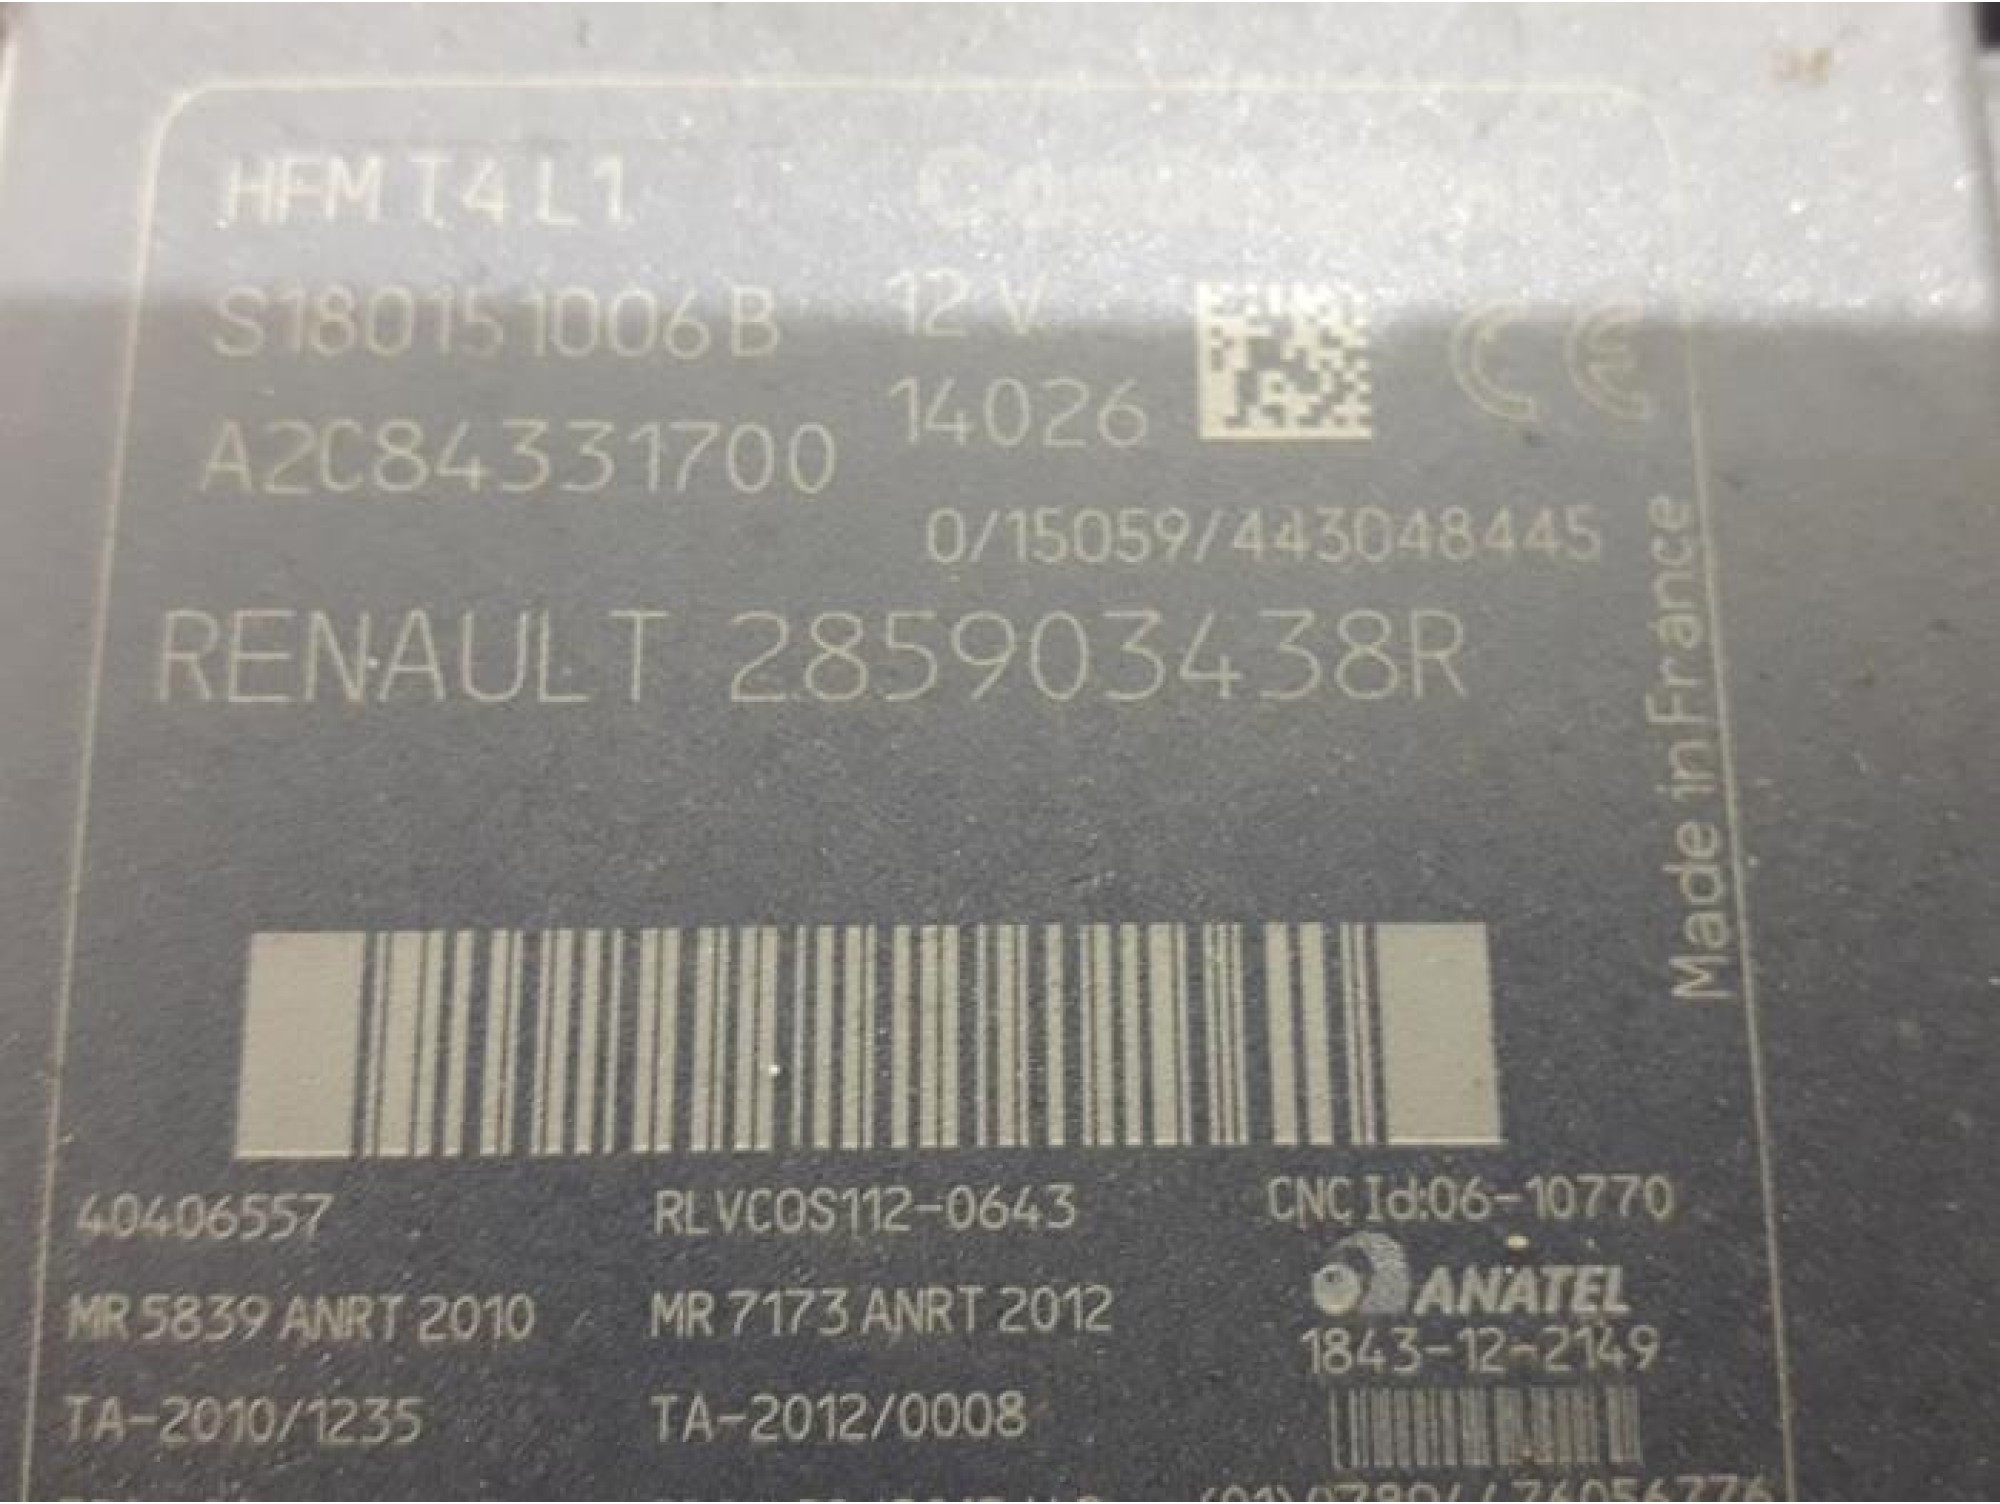 HFM T4 L1
S180151006B 12 V
A2C84331700 14026
0/15059/443048445
RENAULT 285903438R
Made in France
40406557 RLVCOS112-0643 CNC Id:06-10770
MR 5839 ANRT 2010 MR 7173 ANRT 2012 ANATEL
1843-12-2149
TA-2010/1235 TA-2012/0008